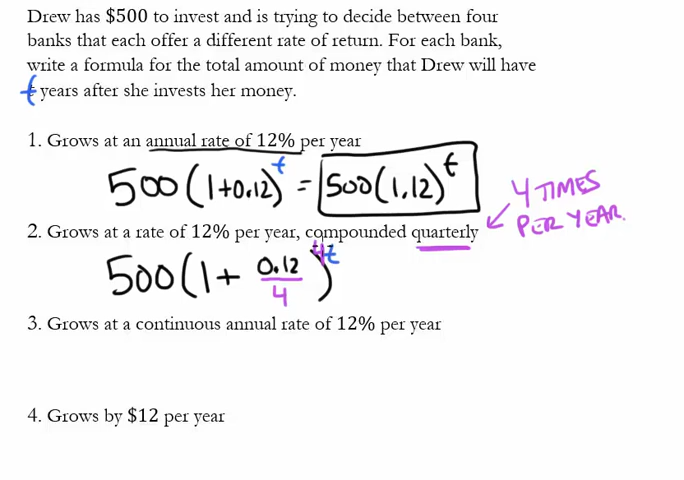 Drew has $500 to invest and is trying to decide between four
banks that each offer a different rate of return. For each bank,
write a formula for the total amount of money that Drew will have
t years after she invests her money.
1. Grows at an annual rate of 12% per year
500(1+0.12)^t = 500(1.12)^t
4 TIMES
PER YEAR.
2. Grows at a rate of 12% per year, compounded quarterly
500(1+ 0.12/4)^4t
3. Grows at a continuous annual rate of 12% per year
4. Grows by $12 per year